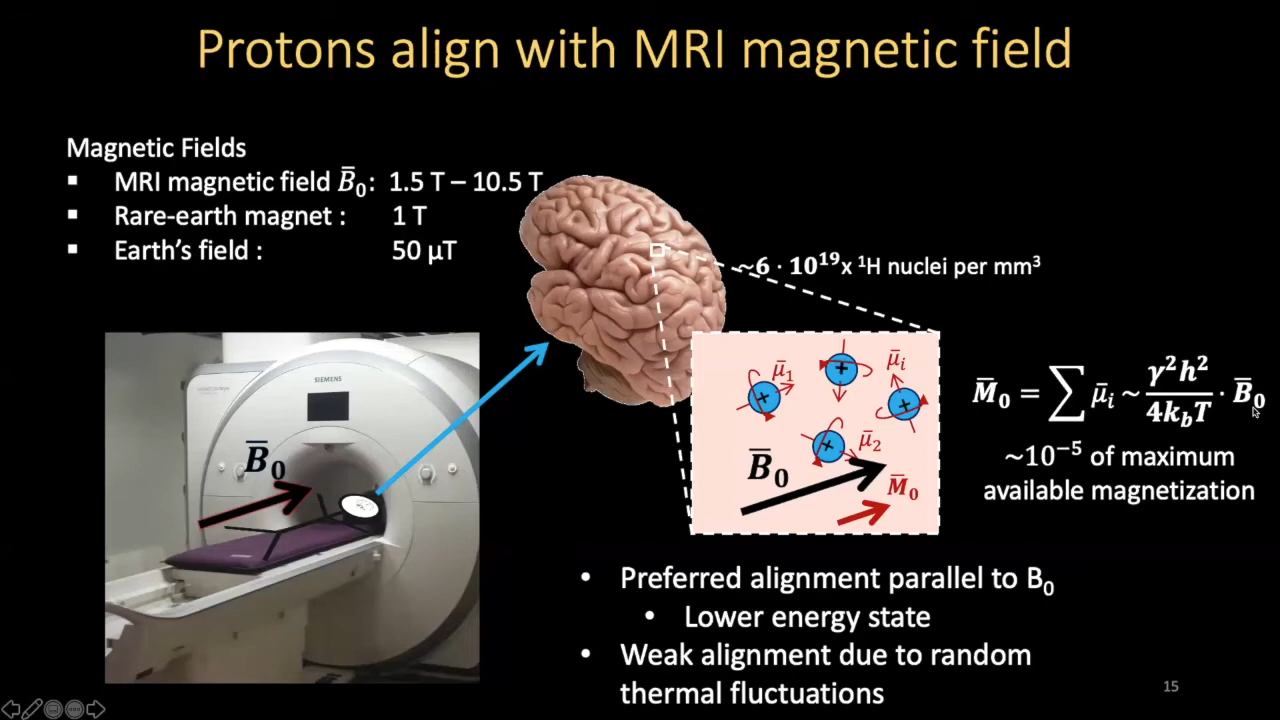 Protons align with MRI magnetic field
Magnetic Fields
▪ MRI magnetic field B̄₀: 1.5 T – 10.5 T
▪ Rare-earth magnet : 1 T
▪ Earth's field : 50 μT
~6 · 10¹⁹x ¹H nuclei per mm³
SIEMENS
B̄₀
μ̄₁
μ̄ᵢ
μ̄₂
B̄₀
M̄₀
M̄₀ = ∑ μ̄ᵢ ~ γ²h²/4k_bT · B̄₀
~10⁻⁵ of maximum
available magnetization
• Preferred alignment parallel to B₀
• Lower energy state
• Weak alignment due to random
thermal fluctuations
15